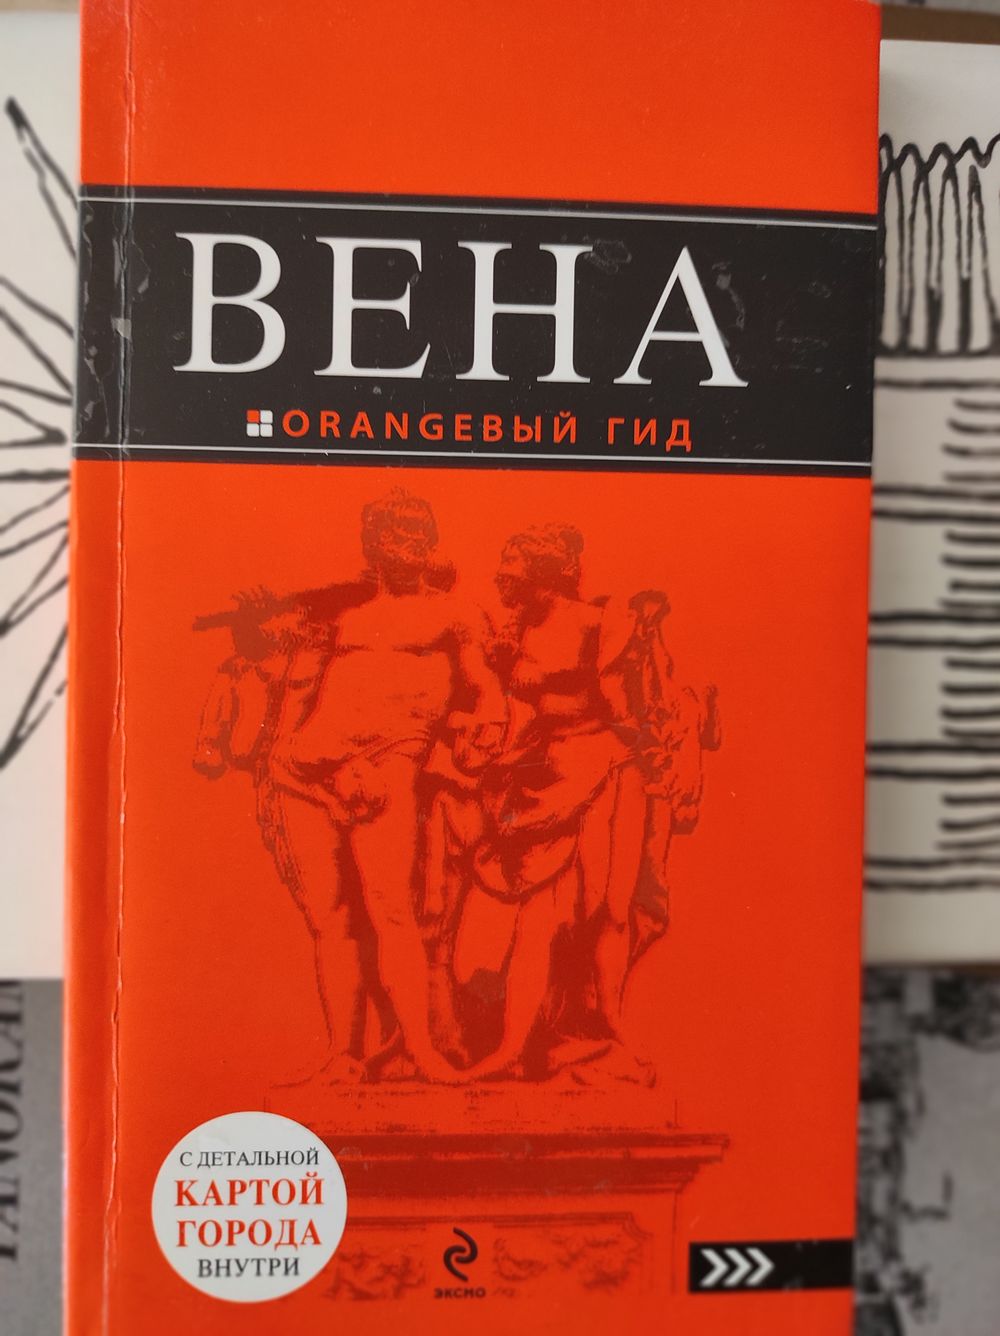 ВЕНА
ORANGEВЫЙ ГИД
С ДЕТАЛЬНОЙ
КАРТОЙ
ГОРОДА
ВНУТРИ
ЭКСМО